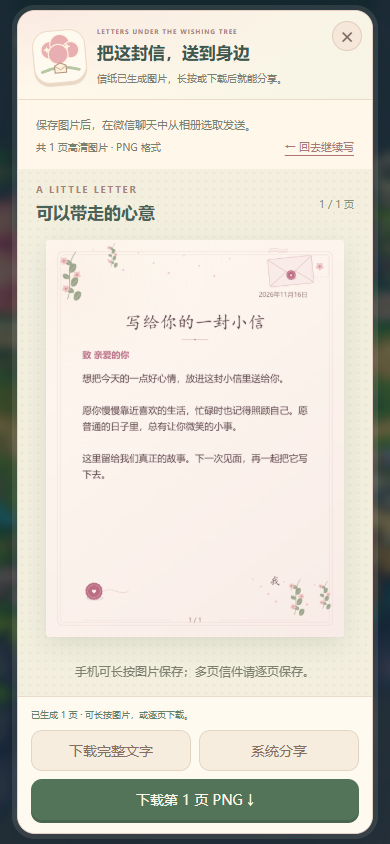 LETTERS UNDER THE WISHING TREE
把这封信，送到身边
信纸已生成图片，长按或下载后就能分享。
保存图片后，在微信聊天中从相册选取发送。
共 1 页高清图片 · PNG 格式
← 回去继续写
A LITTLE LETTER
可以带走的心意
1 / 1 页
2026年11月16日
写给你的一封小信
致 亲爱的你
想把今天的一点好心情，放进这封小信里送给你。
愿你慢慢靠近喜欢的生活，忙碌时也记得照顾自己。愿
普通的日子里，总有让你微笑的小事。
这里留给我们真正的故事。下一次见面，再一起把它写
下去。
我
1 / 1
手机可长按图片保存；多页信件请逐页保存。
已生成 1 页 · 可长按图片，或逐页下载。
下载完整文字
系统分享
下载第 1 页 PNG ↓